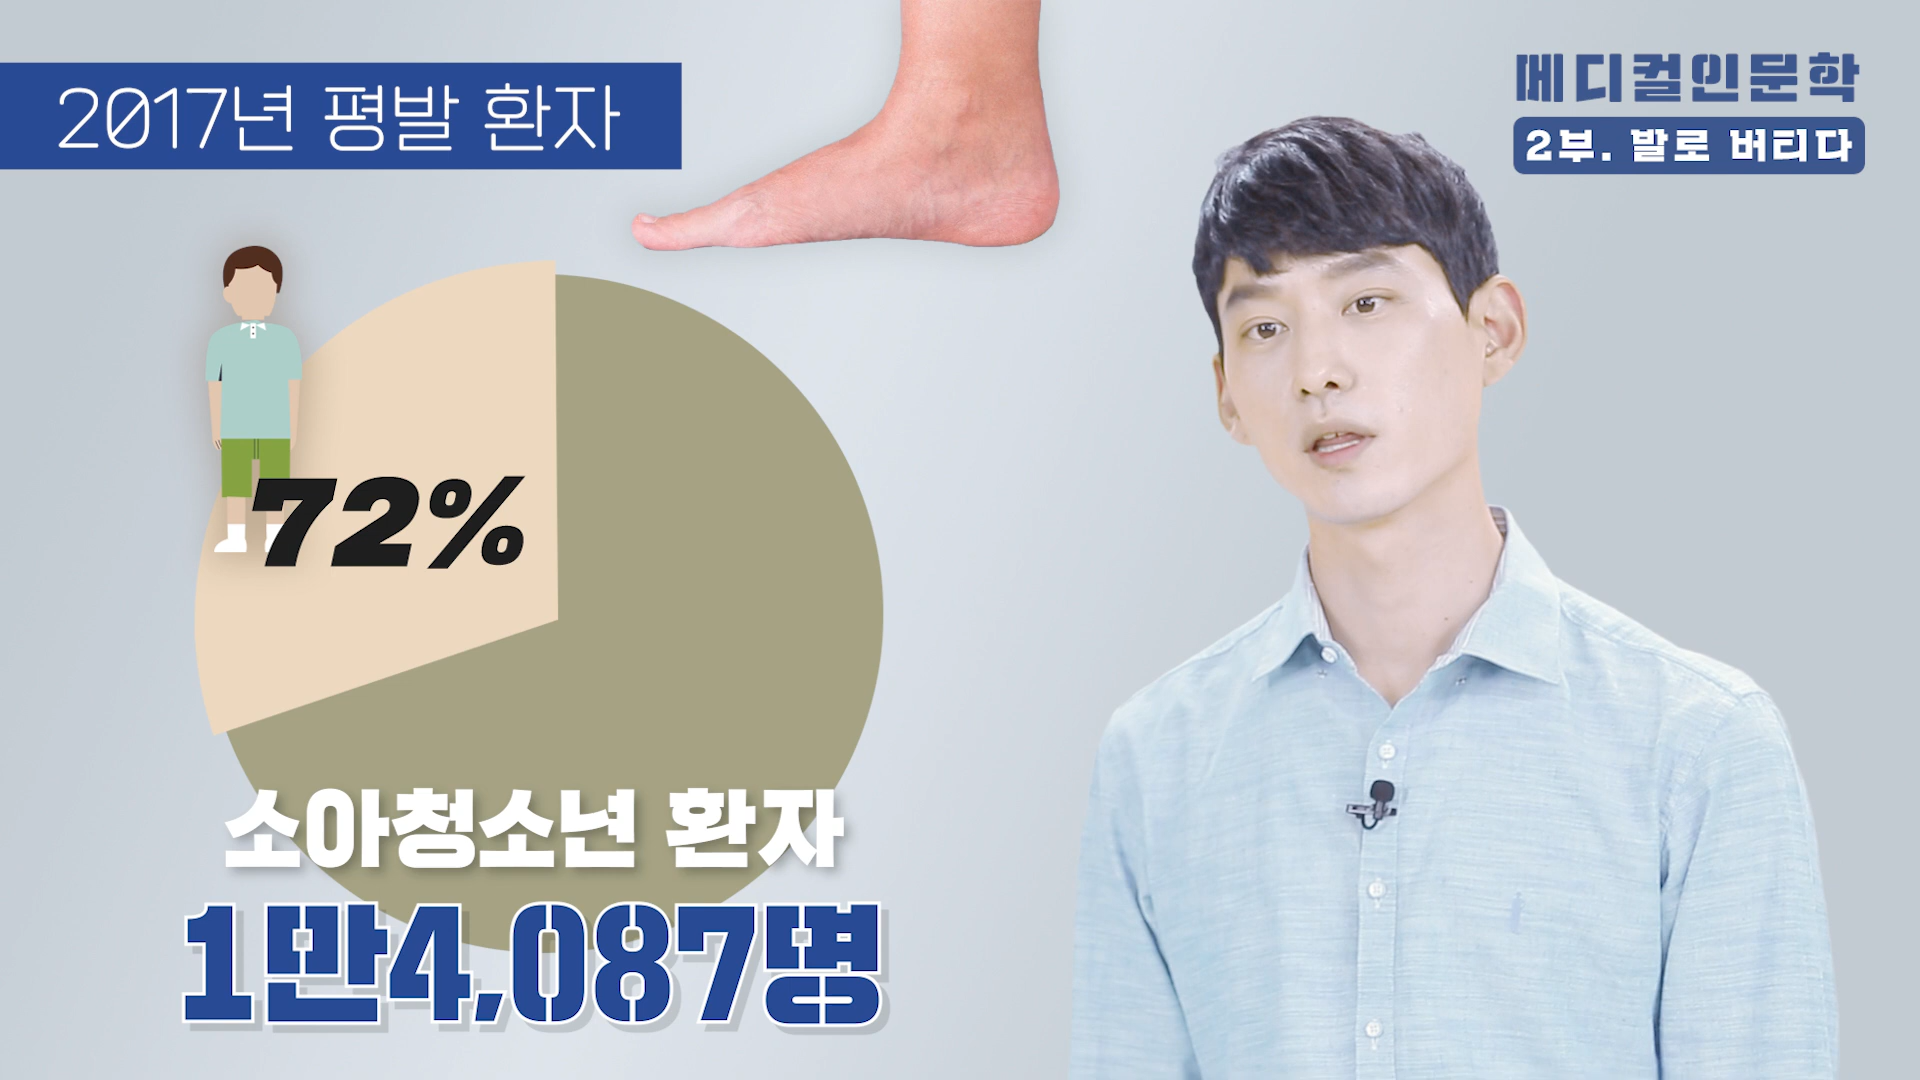 2017년 평발 환자
메디컬인문학
2부. 발로 버티다
72%
소아청소년 환자
1만4,087명